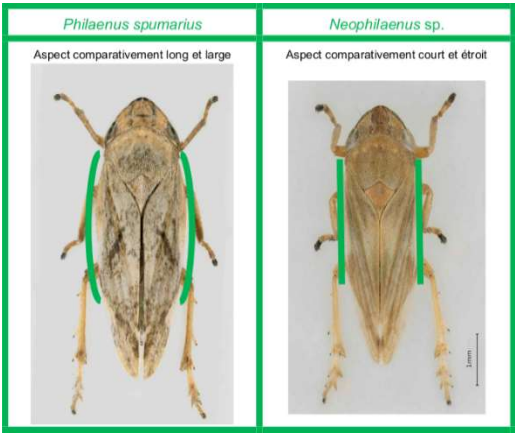 Philaenus spumarius
Neophilaenus sp.
Aspect comparativement long et large
Aspect comparativement court et étroit
1mm